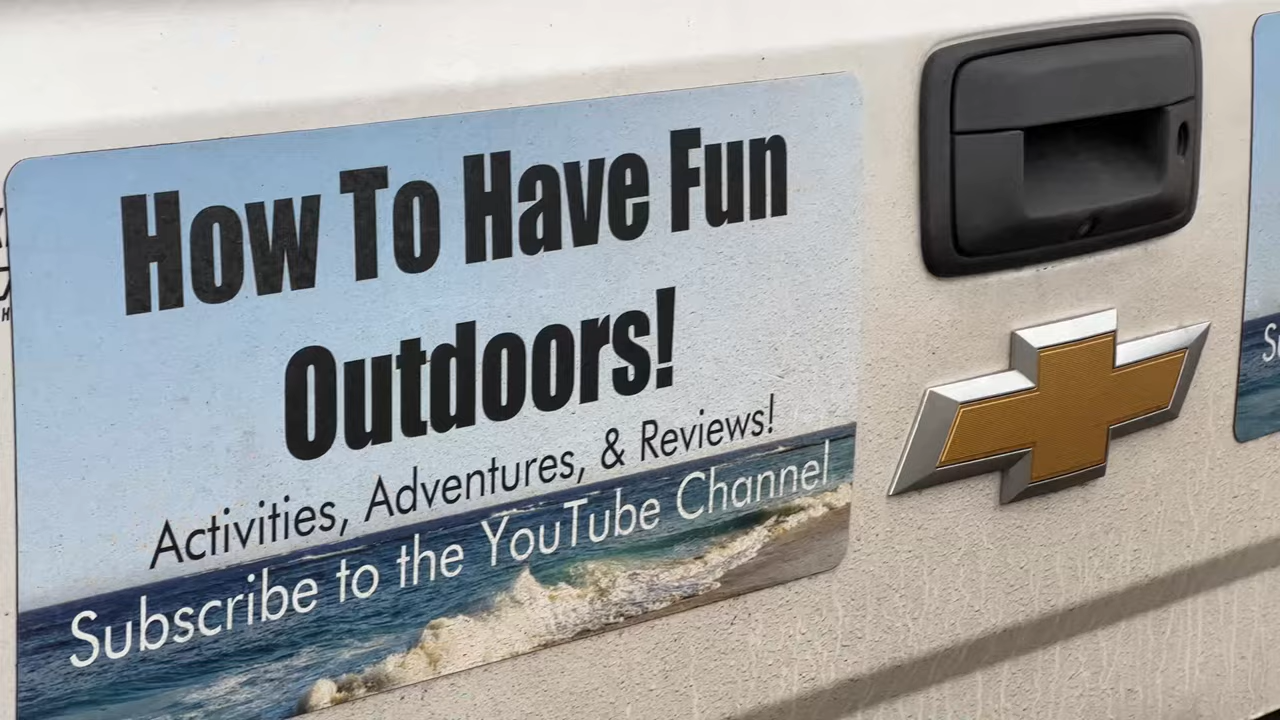 How To Have Fun
Outdoors!
Activities, Adventures, & Reviews!
Subscribe to the YouTube Channel